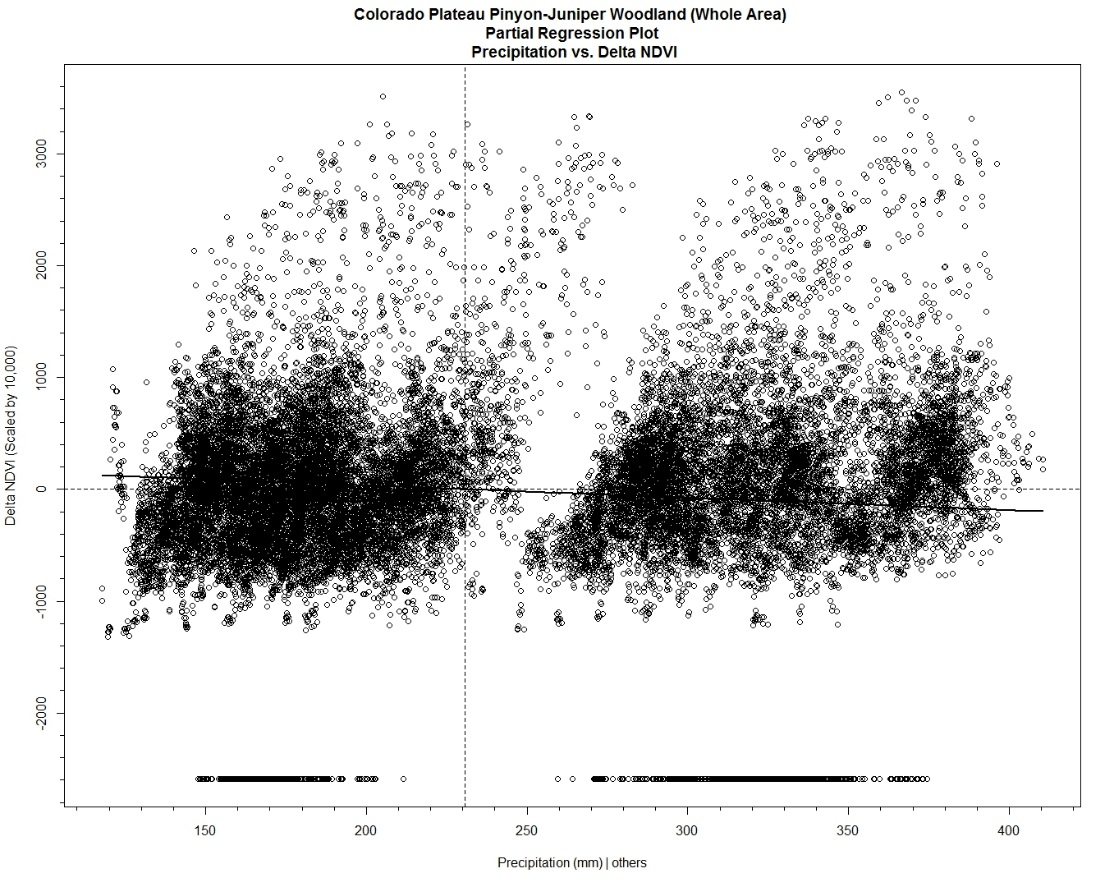 Colorado Plateau Pinyon-Juniper Woodland (Whole Area)
Partial Regression Plot
Precipitation vs. Delta NDVI
Delta NDVI (Scaled by 10,000)
3000
2000
1000
0
-1000
-2000
150 200 250 300 350 400
Precipitation (mm) | others